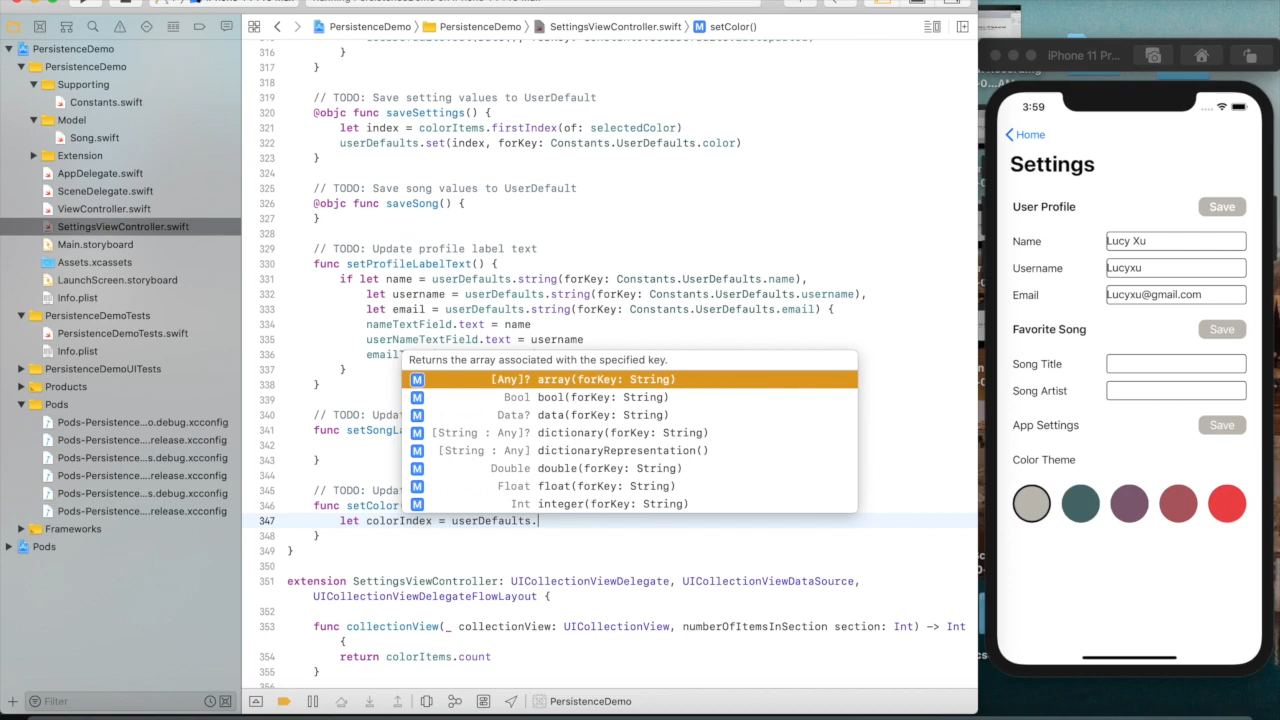 PersistenceDemo
PersistenceDemo
Supporting
Constants.swift
Model
Song.swift
Extension
AppDelegate.swift
SceneDelegate.swift
ViewController.swift
SettingsViewController.swift
Main.storyboard
Assets.xcassets
LaunchScreen.storyboard
Info.plist
PersistenceDemoTests
PersistenceDemoTests.swift
Info.plist
PersistenceDemoUITests
Products
Pods
Pods-Persistence...o.debug.xcconfig
Pods-Persistence....release.xcconfig
Pods-Persistence...s.debug.xcconfig
Pods-Persistence....release.xcconfig
Pods-Persistence...s.debug.xcconfig
Pods-Persistence....release.xcconfig
Frameworks
Pods
Filter
PersistenceDemo > PersistenceDemo > SettingsViewController.swift > M setColor()
316 }
317 }
318
319 // TODO: Save setting values to UserDefault
320 @objc func saveSettings() {
321 let index = colorItems.firstIndex(of: selectedColor)
322 userDefaults.set(index, forKey: Constants.UserDefaults.color)
323 }
324
325 // TODO: Save song values to UserDefault
326 @objc func saveSong() {
327 }
328
329 // TODO: Update profile label text
330 func setProfileLabelText() {
331 if let name = userDefaults.string(forKey: Constants.UserDefaults.name),
332 let username = userDefaults.string(forKey: Constants.UserDefaults.username),
333 let email = userDefaults.string(forKey: Constants.UserDefaults.email) {
334 nameTextField.text = name
335 userNameTextField.text = username
336 email
337 }
338 }
339
340 // TODO: Upda
341 func setSongLa
342
343 }
344
345 // TODO: Upda
346 func setColor
347 let colorIndex = userDefaults.
348 }
349 }
350
351 extension SettingsViewController: UICollectionViewDelegate, UICollectionViewDataSource,
UICollectionViewDelegateFlowLayout {
352
353 func collectionView(_ collectionView: UICollectionView, numberOfItemsInSection section: Int) -> Int
{
354 return colorItems.count
355 }
356
Returns the array associated with the specified key.
M [Any]? array(forKey: String)
M Bool bool(forKey: String)
M Data? data(forKey: String)
M [String : Any]? dictionary(forKey: String)
M [String : Any] dictionaryRepresentation()
M Double double(forKey: String)
M Float float(forKey: String)
M Int integer(forKey: String)
PersistenceDemo
iPhone 11 Pr...
3:59
Home
Settings
User Profile Save
Name Lucy Xu
Username Lucyxu
Email Lucyxu@gmail.com
Favorite Song Save
Song Title
Song Artist
App Settings Save
Color Theme